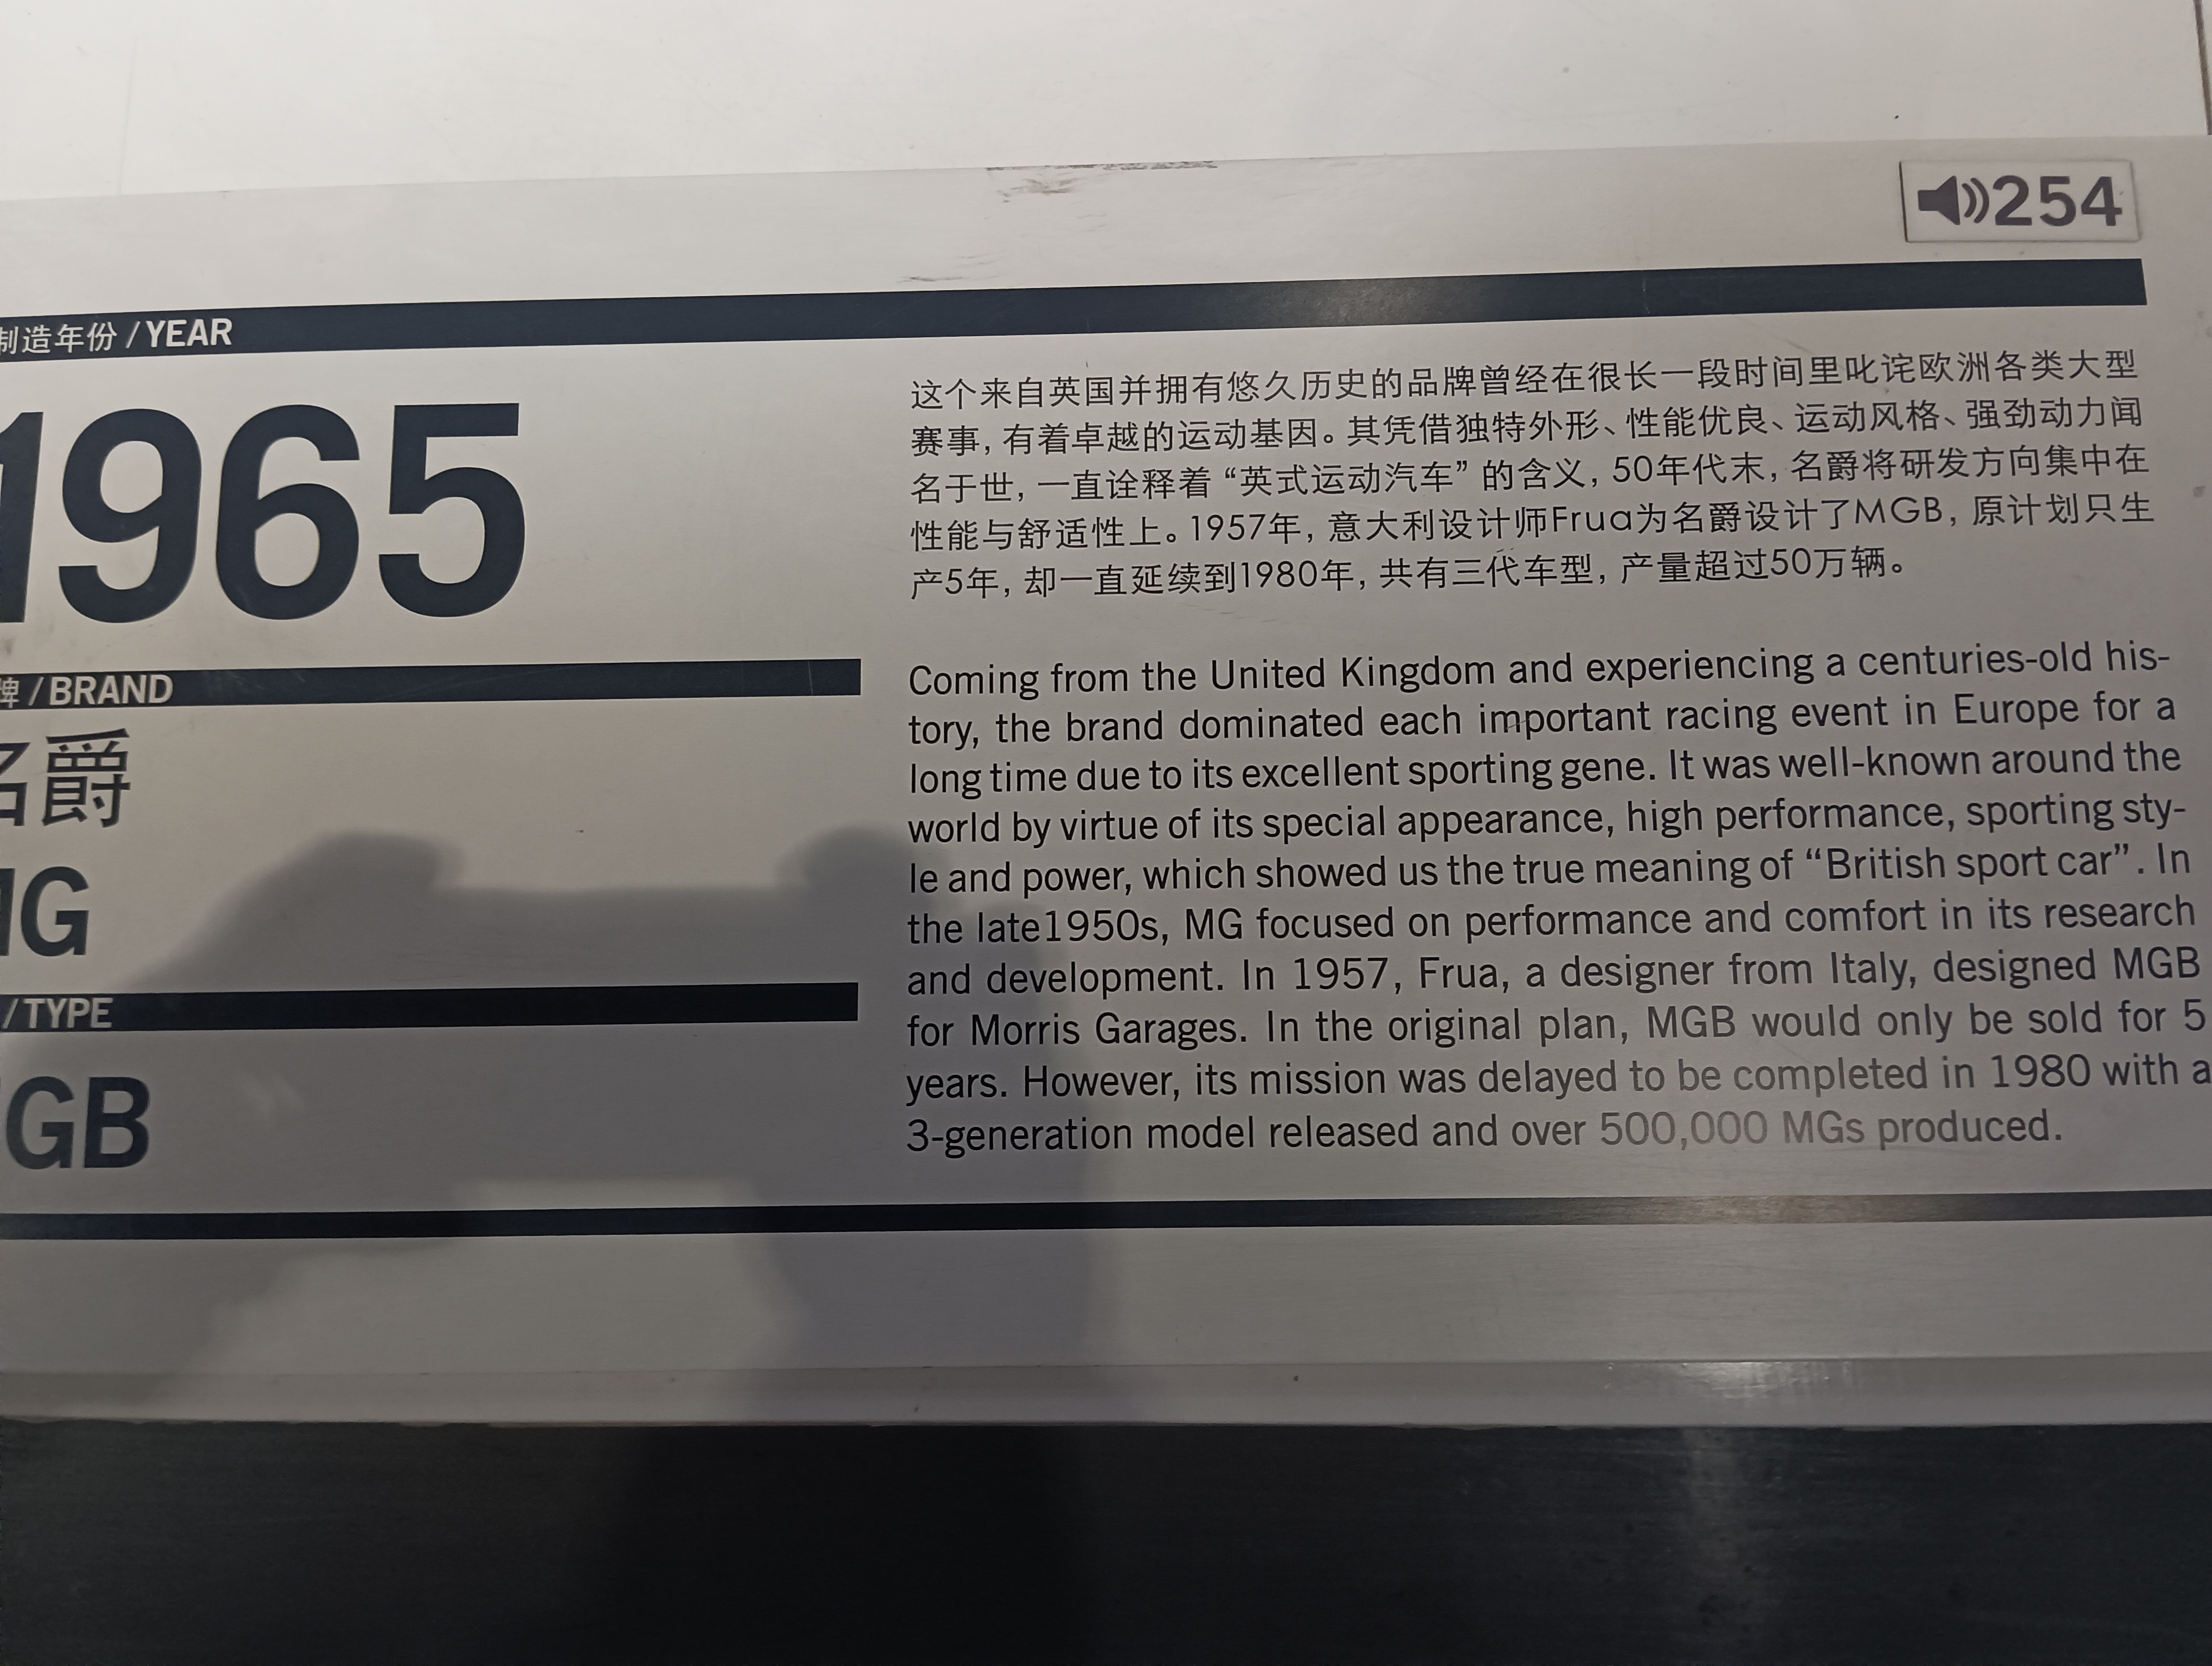 254
制造年份 / YEAR
1965
牌 / BRAND
名爵
MG
/ TYPE
GB
这个来自英国并拥有悠久历史的品牌曾经在很长一段时间里叱诧欧洲各类大型
赛事, 有着卓越的运动基因。其凭借独特外形、性能优良、运动风格、强劲动力闻
名于世, 一直诠释着 “英式运动汽车” 的含义, 50年代末, 名爵将研发方向集中在
性能与舒适性上。1957年, 意大利设计师Frua为名爵设计了MGB, 原计划只生
产5年, 却一直延续到1980年, 共有三代车型, 产量超过50万辆。
Coming from the United Kingdom and experiencing a centuries-old his-
tory, the brand dominated each important racing event in Europe for a
long time due to its excellent sporting gene. It was well-known around the
world by virtue of its special appearance, high performance, sporting sty-
le and power, which showed us the true meaning of “British sport car”. In
the late1950s, MG focused on performance and comfort in its research
and development. In 1957, Frua, a designer from Italy, designed MGB
for Morris Garages. In the original plan, MGB would only be sold for 5
years. However, its mission was delayed to be completed in 1980 with a
3-generation model released and over 500,000 MGs produced.